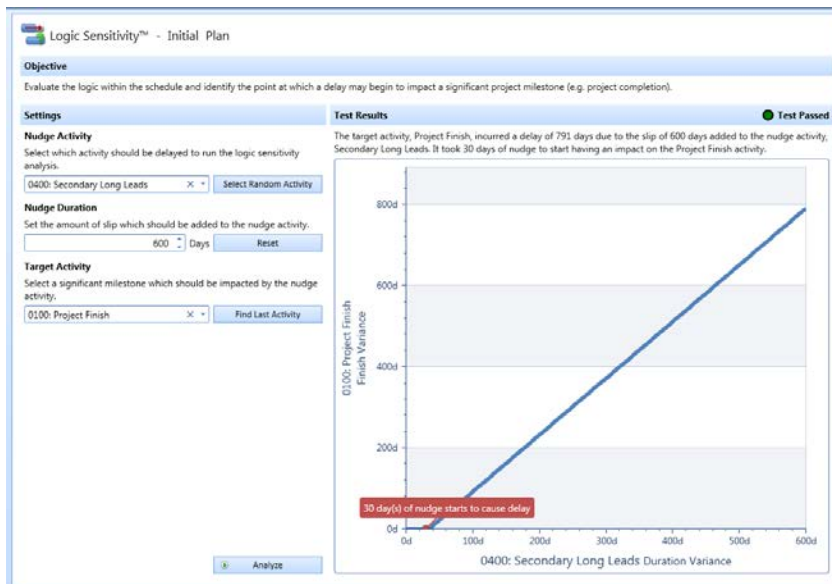 Logic Sensitivity™ - Initial Plan
Objective
Evaluate the logic within the schedule and identify the point at which a delay may begin to impact a significant project milestone (e.g. project completion).
Settings
Nudge Activity
Select which activity should be delayed to run the logic sensitivity
analysis.
0400: Secondary Long Leads
Select Random Activity
Nudge Duration
Set the amount of slip which should be added to the nudge activity.
600 Days
Reset
Target Activity
Select a significant milestone which should be impacted by the nudge
activity.
0100: Project Finish
Find Last Activity
Analyze
Test Results
Test Passed
The target activity, Project Finish, incurred a delay of 791 days due to the slip of 600 days added to the nudge activity,
Secondary Long Leads. It took 30 days of nudge to start having an impact on the Project Finish activity.
0100: Project Finish
Finish Variance
800d
600d
400d
200d
0d
30 day(s) of nudge starts to cause delay
0d 100d 200d 300d 400d 500d 600d
0400: Secondary Long Leads Duration Variance